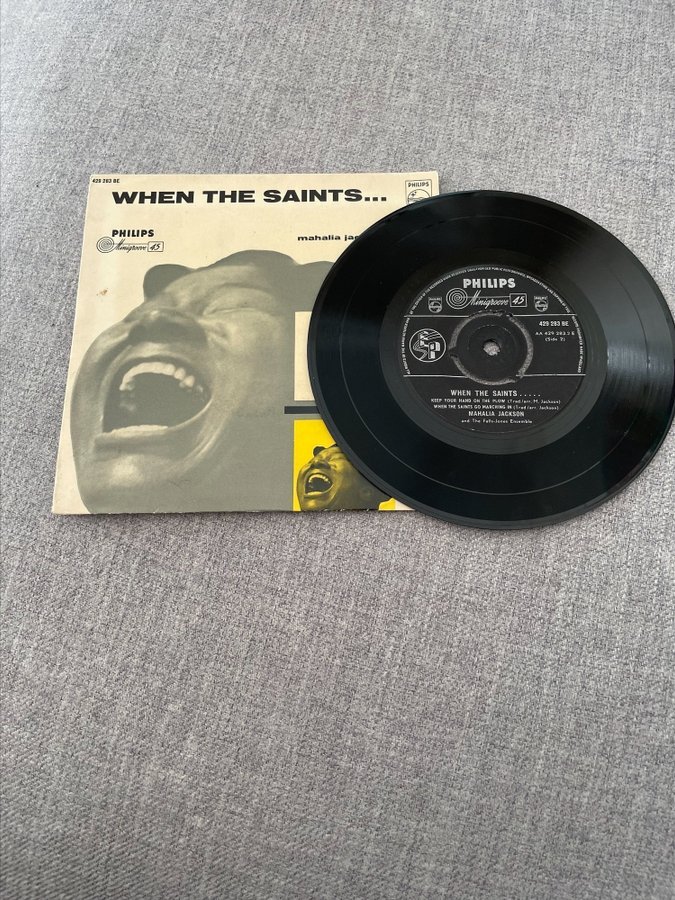 429 283 BE
WHEN THE SAINTS...
PHILIPS
PHILIPS
Minigroove 45
mahalia
PHILIPS
Minigroove 45
429 283 BE
AA 429 283 2 E
(Side 2)
EP
WHEN THE SAINTS.....
KEEP YOUR HAND ON THE PLOW (Trad/arr. M. Jackson)
WHEN THE SAINTS GO MARCHING IN (Trad/arr. Jackson)
MAHALIA JACKSON
and The Falls-Jones Ensemble